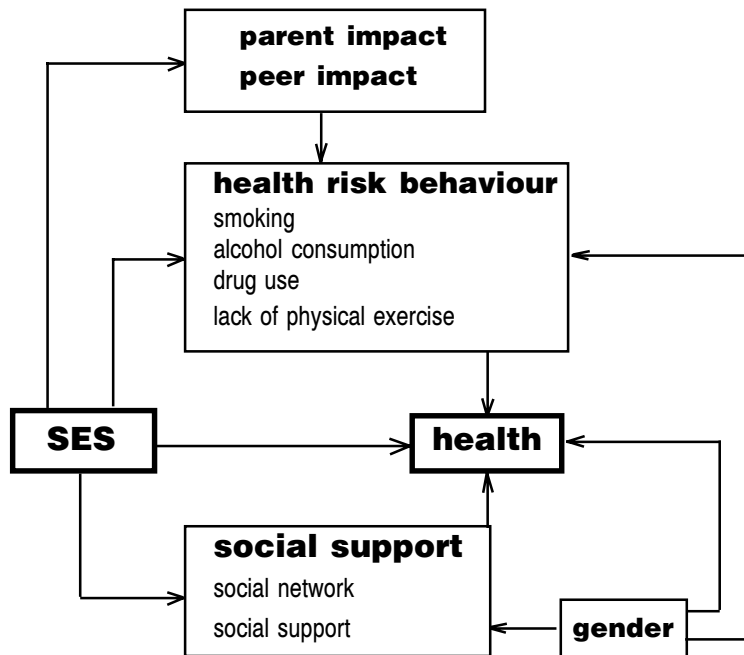 parent impact
peer impact
health risk behaviour
smoking
alcohol consumption
drug use
lack of physical exercise
SES
health
social support
social network
social support
gender